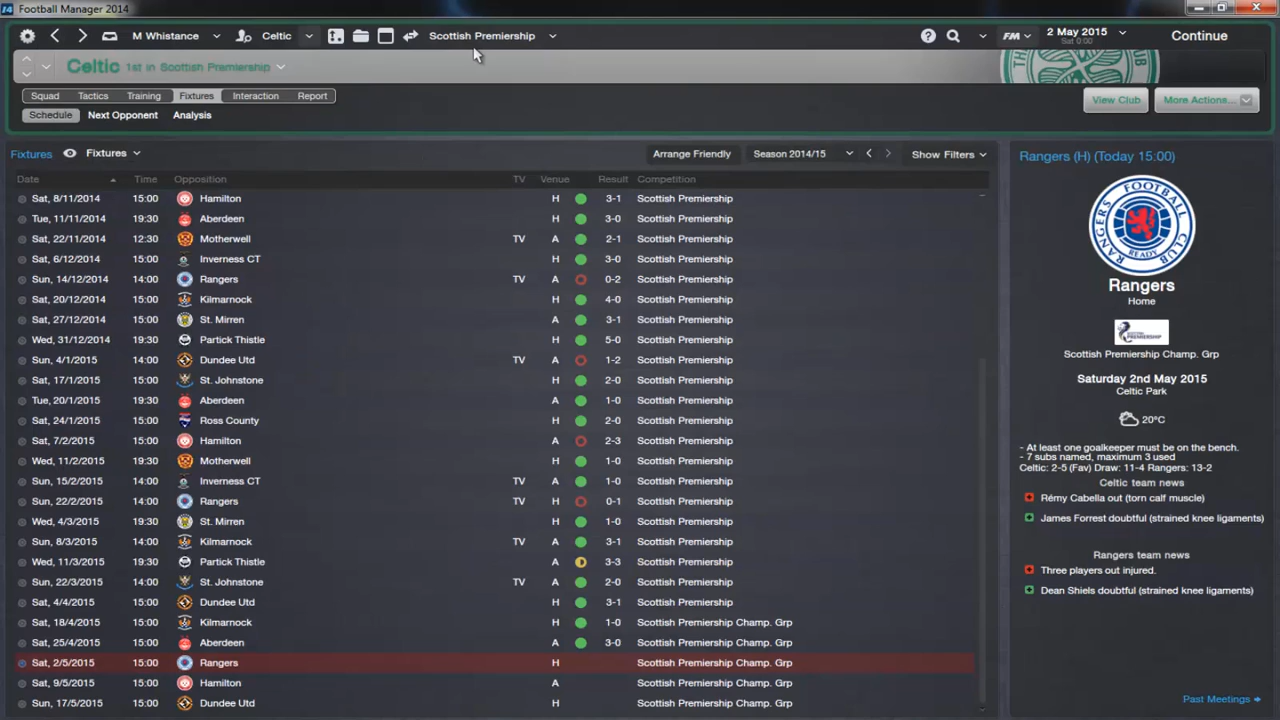 Football Manager 2014
M Whistance Celtic Scottish Premiership FM 2 May 2015 Continue
Sat 0:00
Celtic 1st in Scottish Premiership
Squad Tactics Training Fixtures Interaction Report View Club More Actions...
Schedule Next Opponent Analysis
Fixtures Fixtures Arrange Friendly Season 2014/15 Show Filters
Date Time Opposition TV Venue Result Competition
Sat, 8/11/2014 15:00 Hamilton H 3-1 Scottish Premiership
Tue, 11/11/2014 19:30 Aberdeen H 3-0 Scottish Premiership
Sat, 22/11/2014 12:30 Motherwell TV A 2-1 Scottish Premiership
Sat, 6/12/2014 15:00 Inverness CT H 3-0 Scottish Premiership
Sun, 14/12/2014 14:00 Rangers TV A 0-2 Scottish Premiership
Sat, 20/12/2014 15:00 Kilmarnock H 4-0 Scottish Premiership
Sat, 27/12/2014 15:00 St. Mirren A 3-1 Scottish Premiership
Wed, 31/12/2014 19:30 Partick Thistle H 5-0 Scottish Premiership
Sun, 4/1/2015 14:00 Dundee Utd TV A 1-2 Scottish Premiership
Sat, 17/1/2015 15:00 St. Johnstone H 2-0 Scottish Premiership
Tue, 20/1/2015 19:30 Aberdeen A 1-0 Scottish Premiership
Sat, 24/1/2015 15:00 Ross County H 2-0 Scottish Premiership
Sat, 7/2/2015 15:00 Hamilton A 2-3 Scottish Premiership
Wed, 11/2/2015 19:30 Motherwell H 1-0 Scottish Premiership
Sun, 15/2/2015 14:00 Inverness CT TV A 1-0 Scottish Premiership
Sun, 22/2/2015 14:00 Rangers TV H 0-1 Scottish Premiership
Wed, 4/3/2015 19:30 St. Mirren H 1-0 Scottish Premiership
Sun, 8/3/2015 14:00 Kilmarnock TV A 3-1 Scottish Premiership
Wed, 11/3/2015 19:30 Partick Thistle A 3-3 Scottish Premiership
Sun, 22/3/2015 14:00 St. Johnstone TV A 2-0 Scottish Premiership
Sat, 4/4/2015 15:00 Dundee Utd H 3-1 Scottish Premiership
Sat, 18/4/2015 15:00 Kilmarnock H 1-0 Scottish Premiership Champ. Grp
Sat, 25/4/2015 15:00 Aberdeen A 3-0 Scottish Premiership Champ. Grp
Sat, 2/5/2015 15:00 Rangers H Scottish Premiership Champ. Grp
Sat, 9/5/2015 15:00 Hamilton A Scottish Premiership Champ. Grp
Sun, 17/5/2015 15:00 Dundee Utd H Scottish Premiership Champ. Grp
Rangers (H) (Today 15:00)
RANGERS FOOTBALL CLUB
READY
Rangers
Home
Scottish Premiership Champ. Grp
Saturday 2nd May 2015
Celtic Park
20°C
- At least one goalkeeper must be on the bench.
- 7 subs named, maximum 3 used
Celtic: 2-5 (Fav) Draw: 11-4 Rangers: 13-2
Celtic team news
Rémy Cabella out (torn calf muscle)
James Forrest doubtful (strained knee ligaments)
Rangers team news
Three players out injured.
Dean Shiels doubtful (strained knee ligaments)
Past Meetings